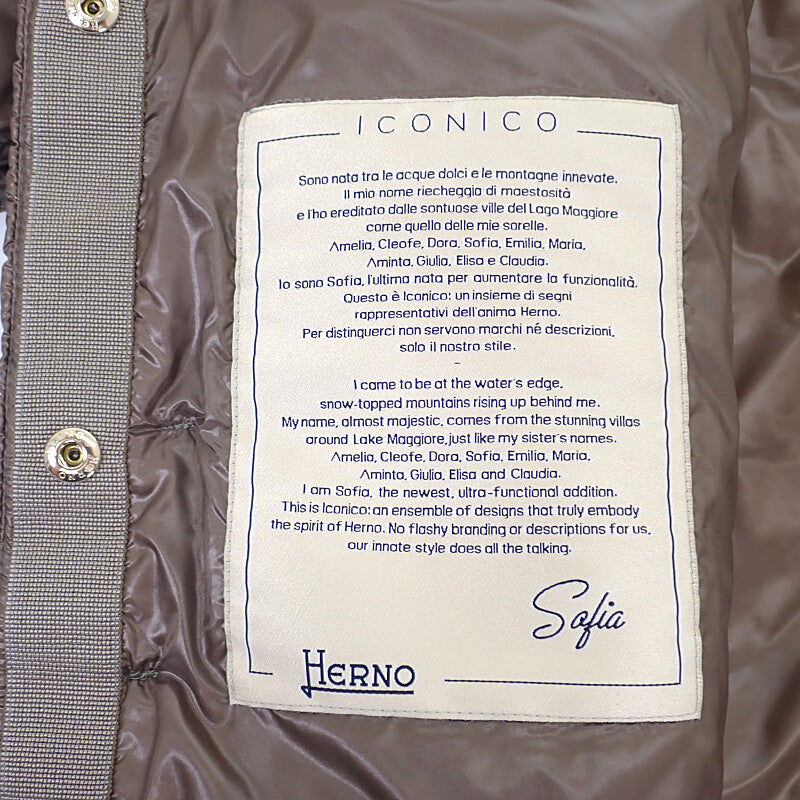 ICONICO
Sono nata tra le acque dolci e le montagne innevate.
Il mio nome riecheggia di maestosità
e l'ho ereditato dalle sontuose ville del Lago Maggiore
come quello delle mie sorelle.
Amelia, Cleofe, Dora, Sofia, Emilia, Maria,
Aminta, Giulia, Elisa e Claudia.
Io sono Sofia, l'ultima nata per aumentare la funzionalità.
Questo è Iconico: un insieme di segni
rappresentativi dell'anima Herno.
Per distinguerci non servono marchi né descrizioni,
solo il nostro stile.
-
I came to be at the water's edge,
snow-topped mountains rising up behind me.
My name, almost majestic, comes from the stunning villas
around Lake Maggiore, just like my sister's names.
Amelia, Cleofe, Dora, Sofia, Emilia, Maria,
Aminta, Giulia, Elisa and Claudia.
I am Sofia, the newest, ultra-functional addition.
This is Iconico: an ensemble of designs that truly embody
the spirit of Herno. No flashy branding or descriptions for us,
our innate style does all the talking.
Sofia
HERNO